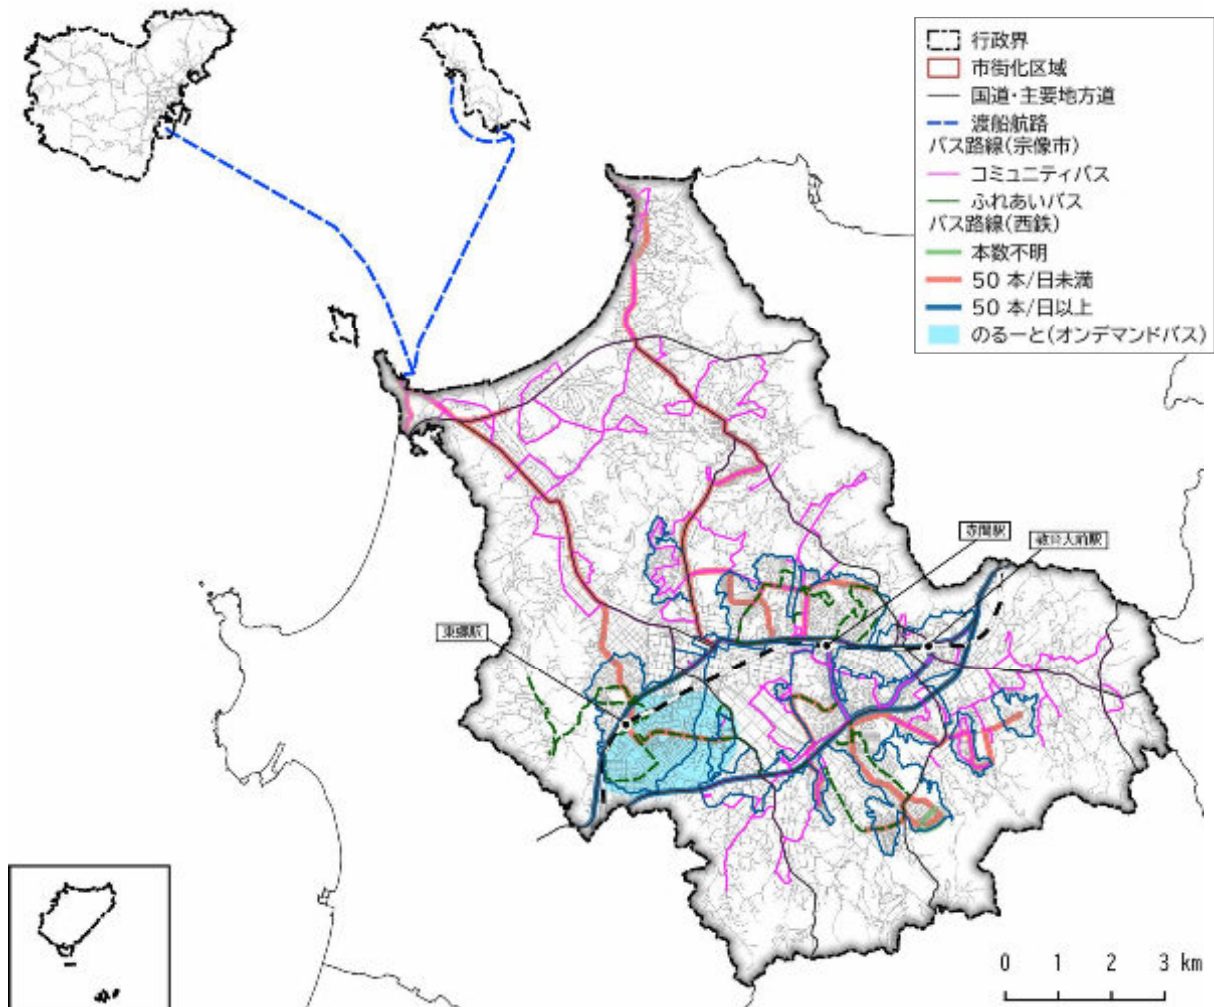 行政界
市街化区域
国道・主要地方道
渡船航路
バス路線(宗像市)
コミュニティバス
ふれあいバス
バス路線(西鉄)
本数不明
50 本/日未満
50 本/日以上
のるーと(オンデマンドバス)
赤間駅
教育大前駅
東郷駅
0 1 2 3 km